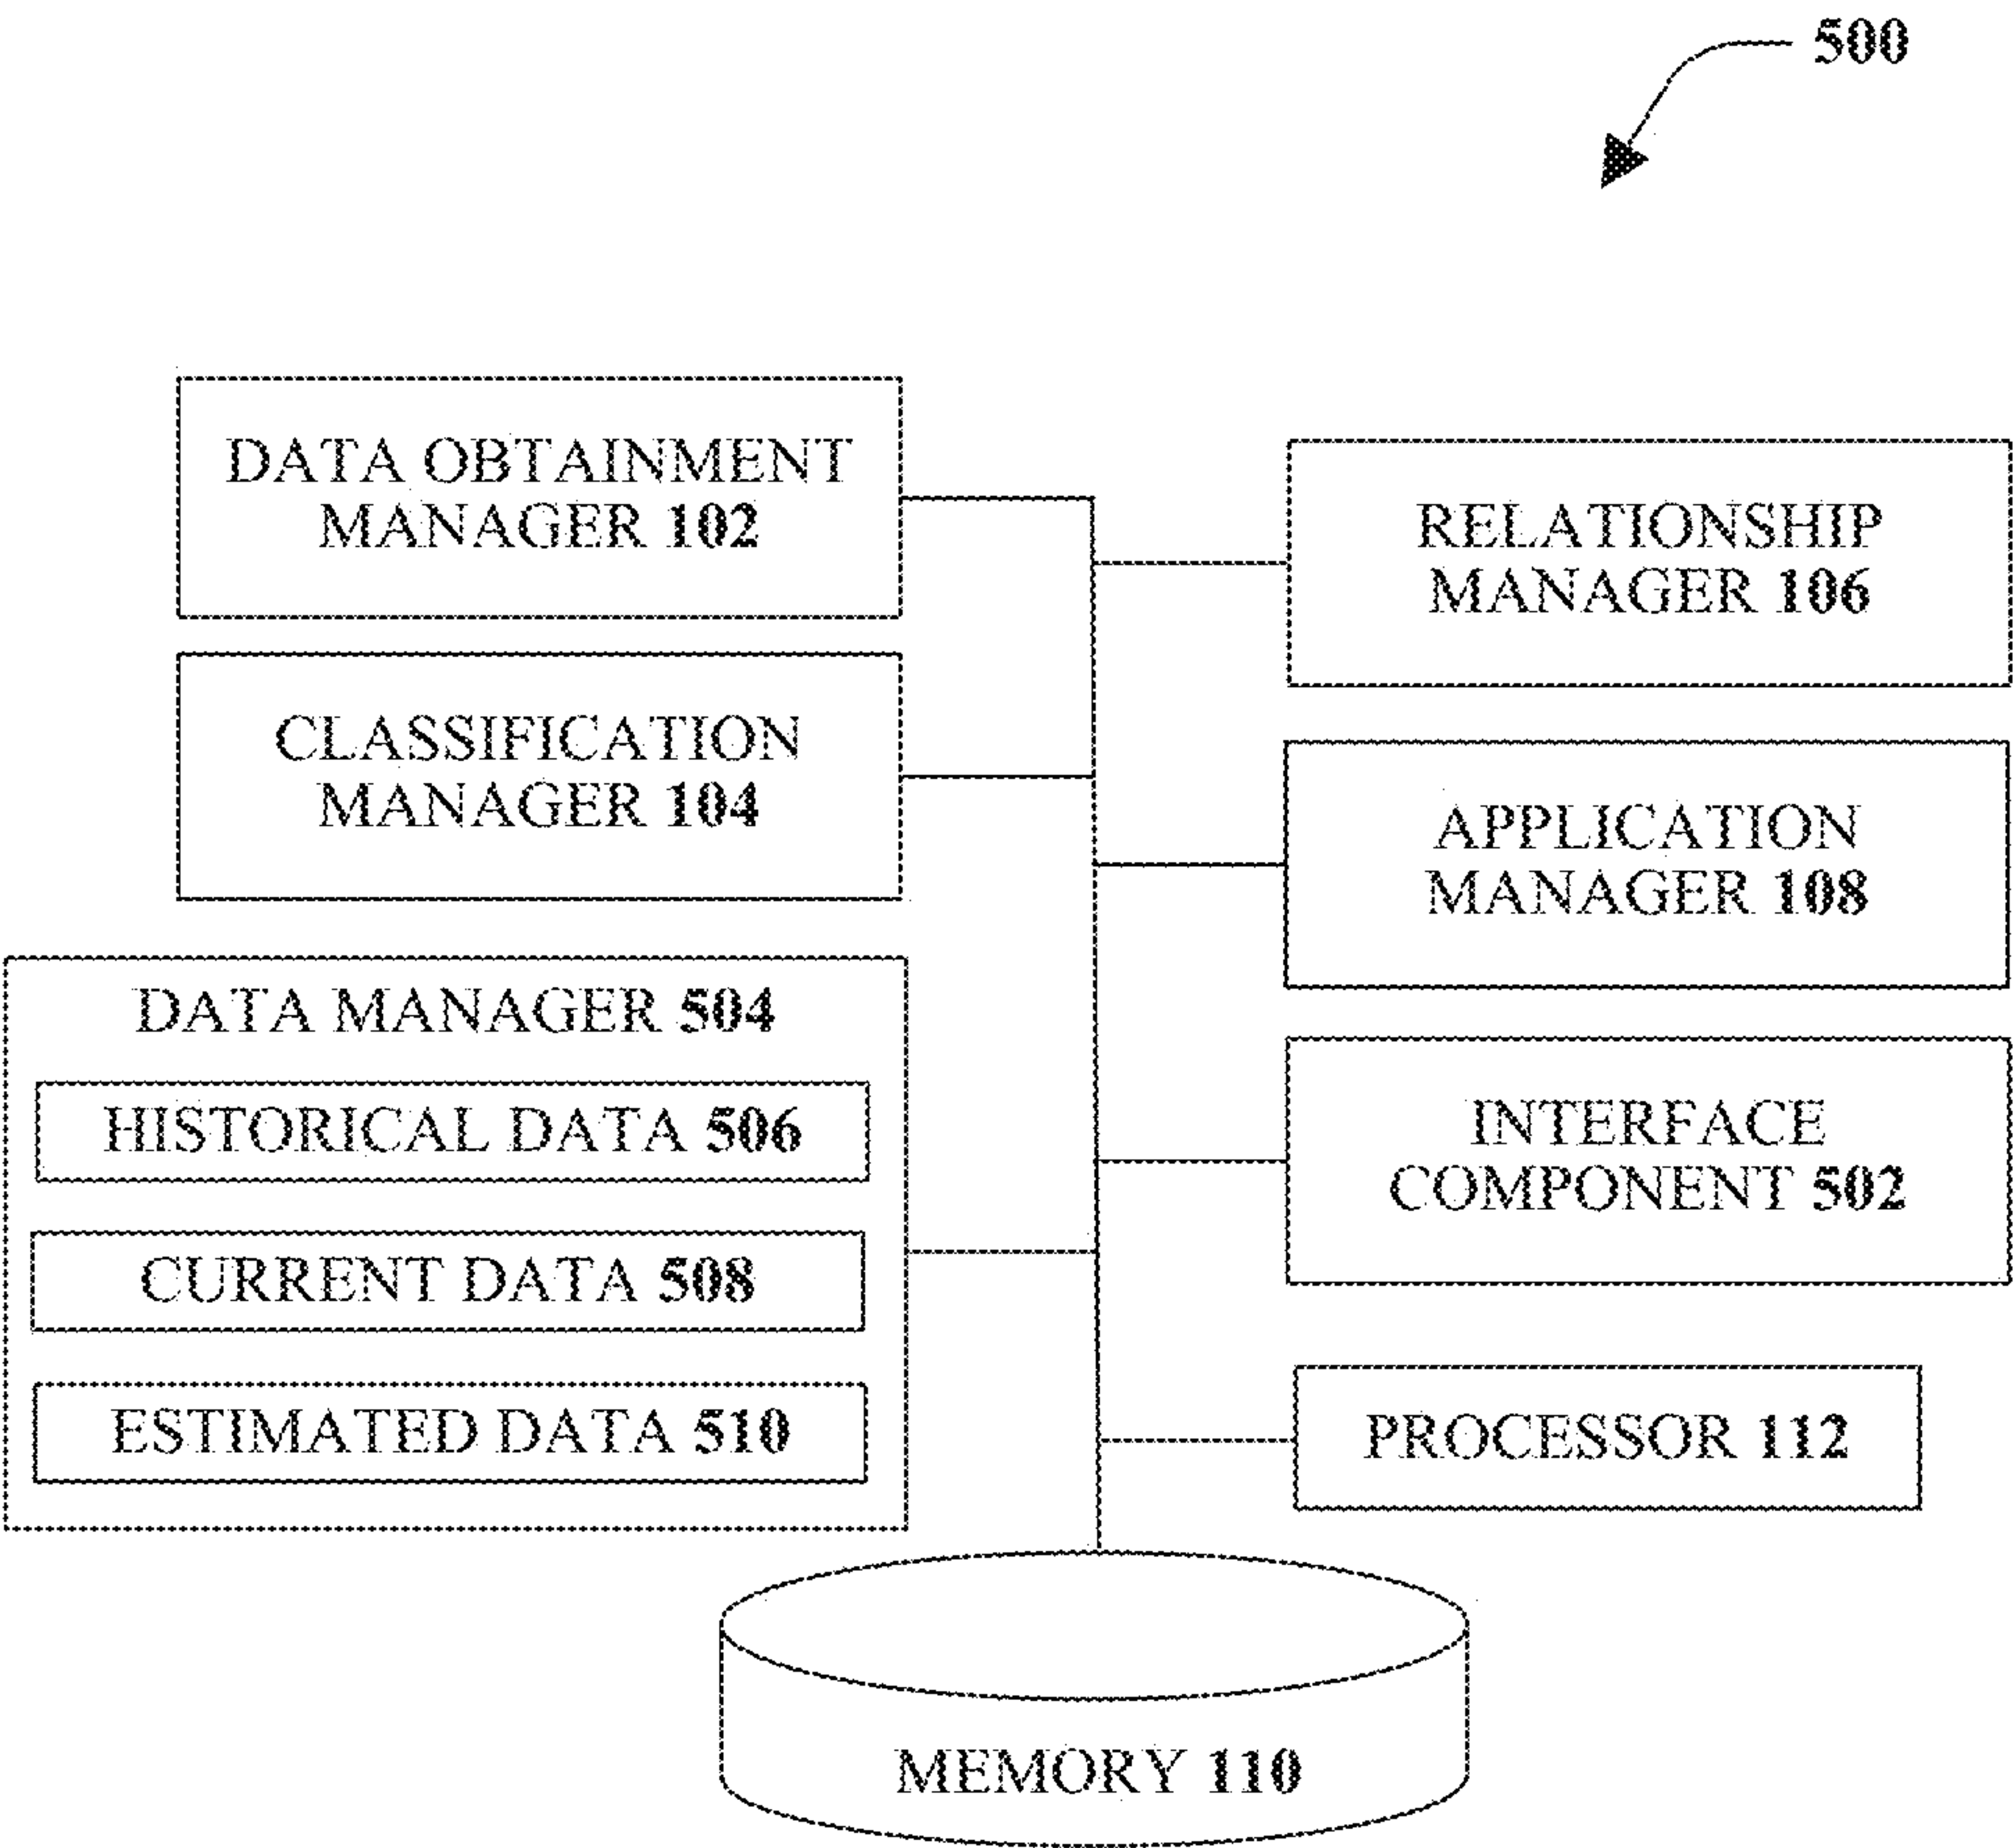 500
DATA OBTAINMENT
MANAGER 102
RELATIONSHIP
MANAGER 106
CLASSIFICATION
MANAGER 104
APPLICATION
MANAGER 108
DATA MANAGER 504
HISTORICAL DATA 506
CURRENT DATA 508
ESTIMATED DATA 510
INTERFACE
COMPONENT 502
PROCESSOR 112
MEMORY 110